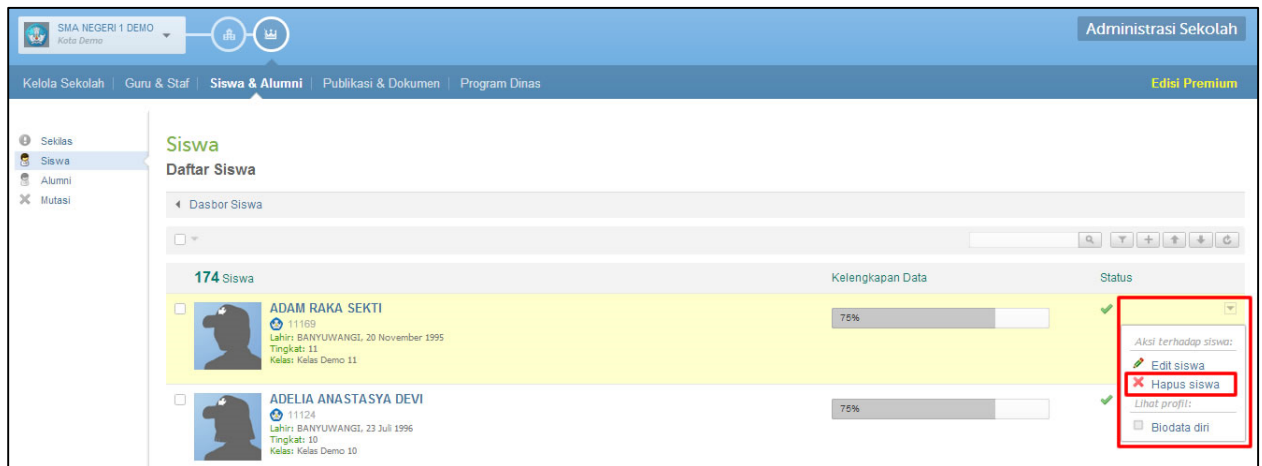 SMA NEGERI 1 DEMO
Kota Demo
Administrasi Sekolah
Kelola Sekolah | Guru & Staf | Siswa & Alumni | Publikasi & Dokumen | Program Dinas
Edisi Premium
Sekilas
Siswa
Alumni
Mutasi
Siswa
Daftar Siswa
Dasbor Siswa
174 Siswa
Kelengkapan Data
Status
ADAM RAKA SEKTI
11169
Lahir: BANYUWANGI, 20 November 1995
Tingkat: 11
Kelas: Kelas Demo 11
75%
Aksi terhadap siswa:
Edit siswa
Hapus siswa
Lihat profil:
Biodata diri
ADELIA ANASTASYA DEVI
11124
Lahir: BANYUWANGI, 23 Juli 1996
Tingkat: 10
Kelas: Kelas Demo 10
75%